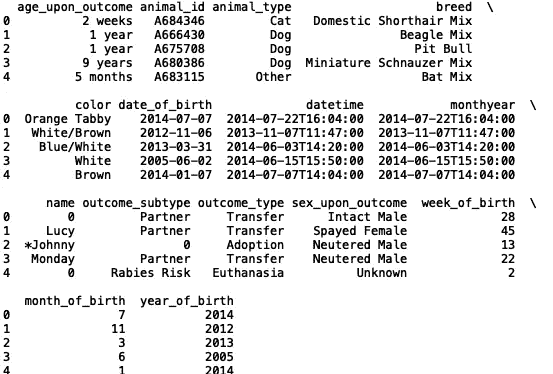 age_upon_outcome animal_id animal_type breed \
0 2 weeks A684346 Cat Domestic Shorthair Mix
1 1 year A666430 Dog Beagle Mix
2 1 year A675708 Dog Pit Bull
3 9 years A680386 Dog Miniature Schnauzer Mix
4 5 months A683115 Other Bat Mix
color date_of_birth datetime monthyear \
0 Orange Tabby 2014-07-07 2014-07-22T16:04:00 2014-07-22T16:04:00
1 White/Brown 2012-11-06 2013-11-07T11:47:00 2013-11-07T11:47:00
2 Blue/White 2013-03-31 2014-06-03T14:20:00 2014-06-03T14:20:00
3 White 2005-06-02 2014-06-15T15:50:00 2014-06-15T15:50:00
4 Brown 2014-01-07 2014-07-07T14:04:00 2014-07-07T14:04:00
name outcome_subtype outcome_type sex_upon_outcome week_of_birth \
0 0 Partner Transfer Intact Male 28
1 Lucy Partner Transfer Spayed Female 45
2 *Johnny 0 Adoption Neutered Male 13
3 Monday Partner Transfer Neutered Male 22
4 0 Rabies Risk Euthanasia Unknown 2
month_of_birth year_of_birth
0 7 2014
1 11 2012
2 3 2013
3 6 2005
4 1 2014